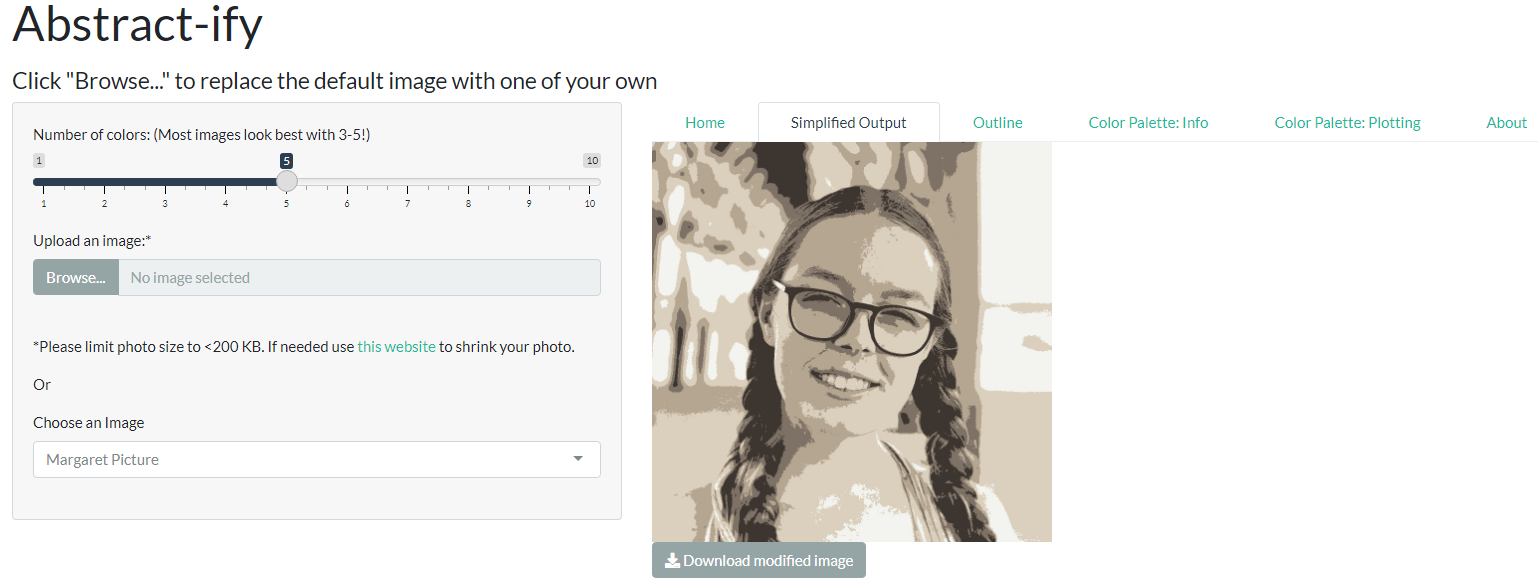 Abstract-ify
Click "Browse..." to replace the default image with one of your own
Number of colors: (Most images look best with 3-5!)
1 5 10
1 2 3 4 5 6 7 8 9 10
Upload an image:*
Browse... No image selected
*Please limit photo size to <200 KB. If needed use this website to shrink your photo.
Or
Choose an Image
Margaret Picture
Home Simplified Output Outline Color Palette: Info Color Palette: Plotting About
Download modified image